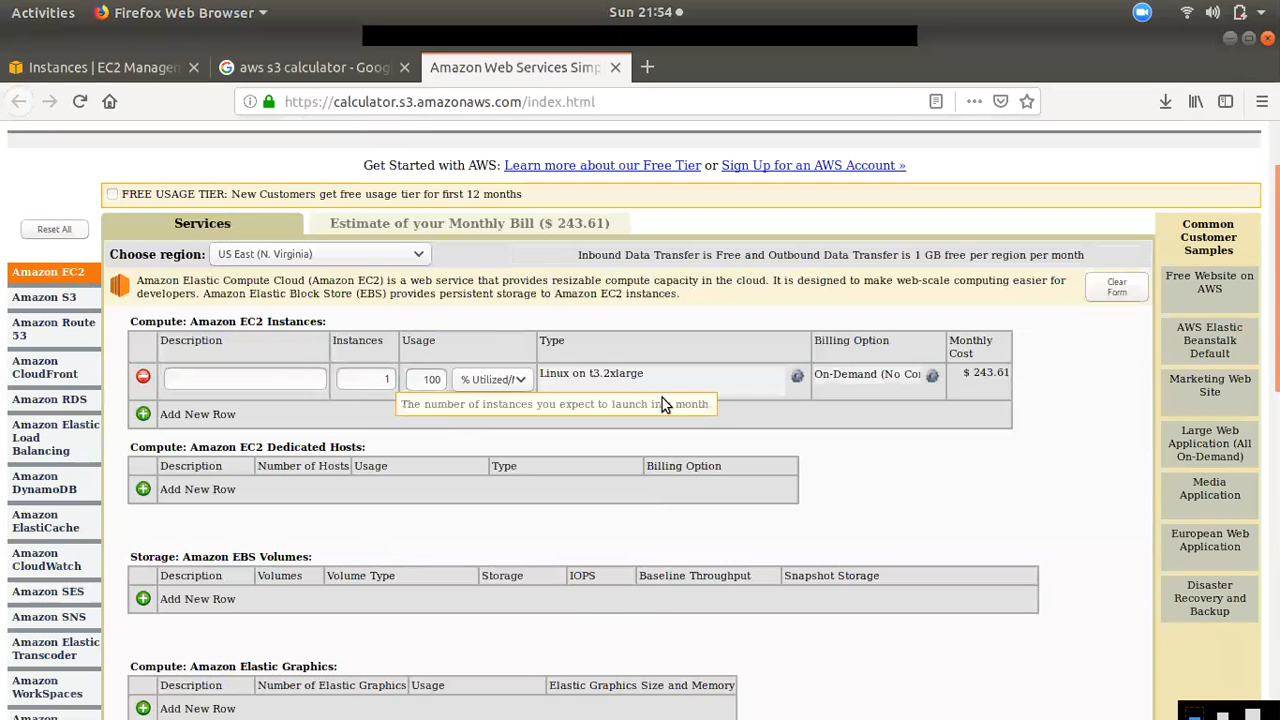 Activities Firefox Web Browser Sun 21:54
Instances | EC2 Managem aws s3 calculator - Goog Amazon Web Services Simp
https://calculator.s3.amazonaws.com/index.html
Get Started with AWS: Learn more about our Free Tier or Sign Up for an AWS Account »
FREE USAGE TIER: New Customers get free usage tier for first 12 months
Reset All
Services Estimate of your Monthly Bill ($ 243.61)
Common Customer Samples
Choose region: US East (N. Virginia) Inbound Data Transfer is Free and Outbound Data Transfer is 1 GB free per region per month
Amazon Elastic Compute Cloud (Amazon EC2) is a web service that provides resizable compute capacity in the cloud. It is designed to make web-scale computing easier for
developers. Amazon Elastic Block Store (EBS) provides persistent storage to Amazon EC2 instances.
Clear Form
Amazon EC2
Amazon S3
Amazon Route 53
Amazon CloudFront
Amazon RDS
Amazon Elastic Load Balancing
Amazon DynamoDB
Amazon ElastiCache
Amazon CloudWatch
Amazon SES
Amazon SNS
Amazon Elastic Transcoder
Amazon WorkSpaces
Compute: Amazon EC2 Instances:
Description Instances Usage Type Billing Option Monthly Cost
1 100 % Utilized/M Linux on t3.2xlarge On-Demand (No Cor $ 243.61
The number of instances you expect to launch in a month.
Add New Row
Compute: Amazon EC2 Dedicated Hosts:
Description Number of Hosts Usage Type Billing Option
Add New Row
Storage: Amazon EBS Volumes:
Description Volumes Volume Type Storage IOPS Baseline Throughput Snapshot Storage
Add New Row
Compute: Amazon Elastic Graphics:
Description Number of Elastic Graphics Usage Elastic Graphics Size and Memory
Add New Row
Free Website on AWS
AWS Elastic Beanstalk Default
Marketing Web Site
Large Web Application (All On-Demand)
Media Application
European Web Application
Disaster Recovery and Backup